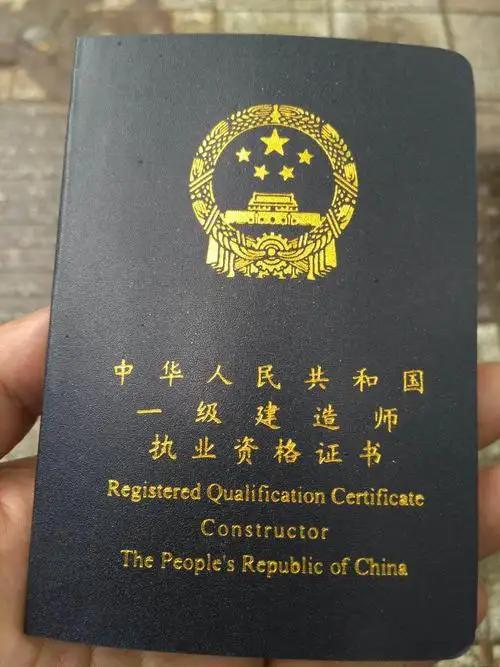 中华人民共和国
一级建造师
执业资格证书
Registered Qualification Certificate
Constructor
The People's Republic of China